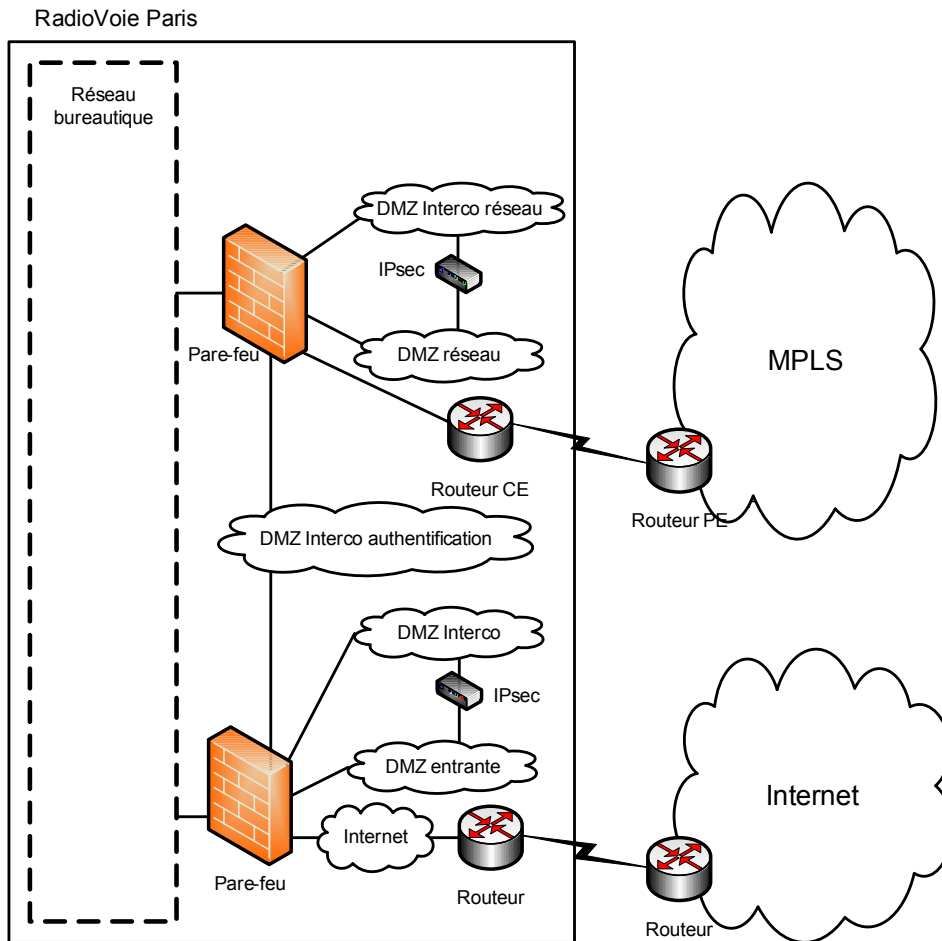 RadioVoie Paris
Réseau
bureautique
DMZ Interco réseau
IPsec
DMZ réseau
Pare-feu
MPLS
Routeur CE
Routeur PE
DMZ Interco authentification
DMZ Interco
IPsec
DMZ entrante
Internet
Internet
Pare-feu
Routeur
Routeur